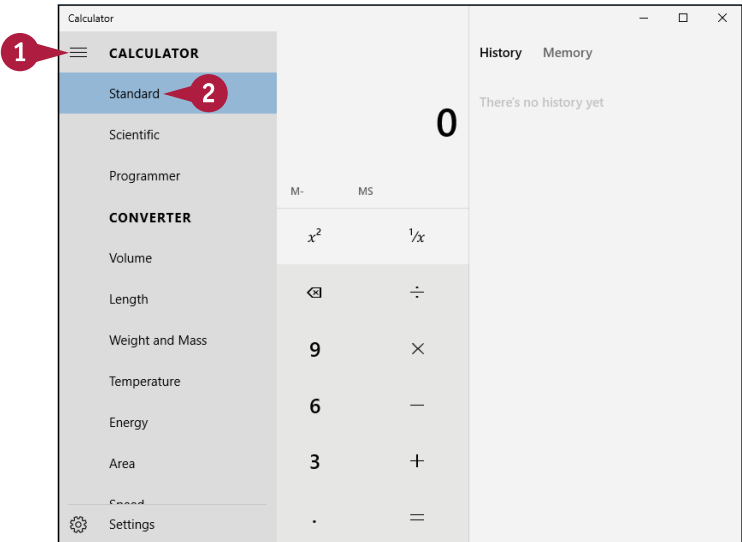 Calculator
1
CALCULATOR
Standard
2
Scientific
Programmer
CONVERTER
Volume
Length
Weight and Mass
Temperature
Energy
Area
Speed
Settings
0
M- MS
x² ¹/x
÷
9 ×
6 −
3 +
. =
History Memory
There's no history yet